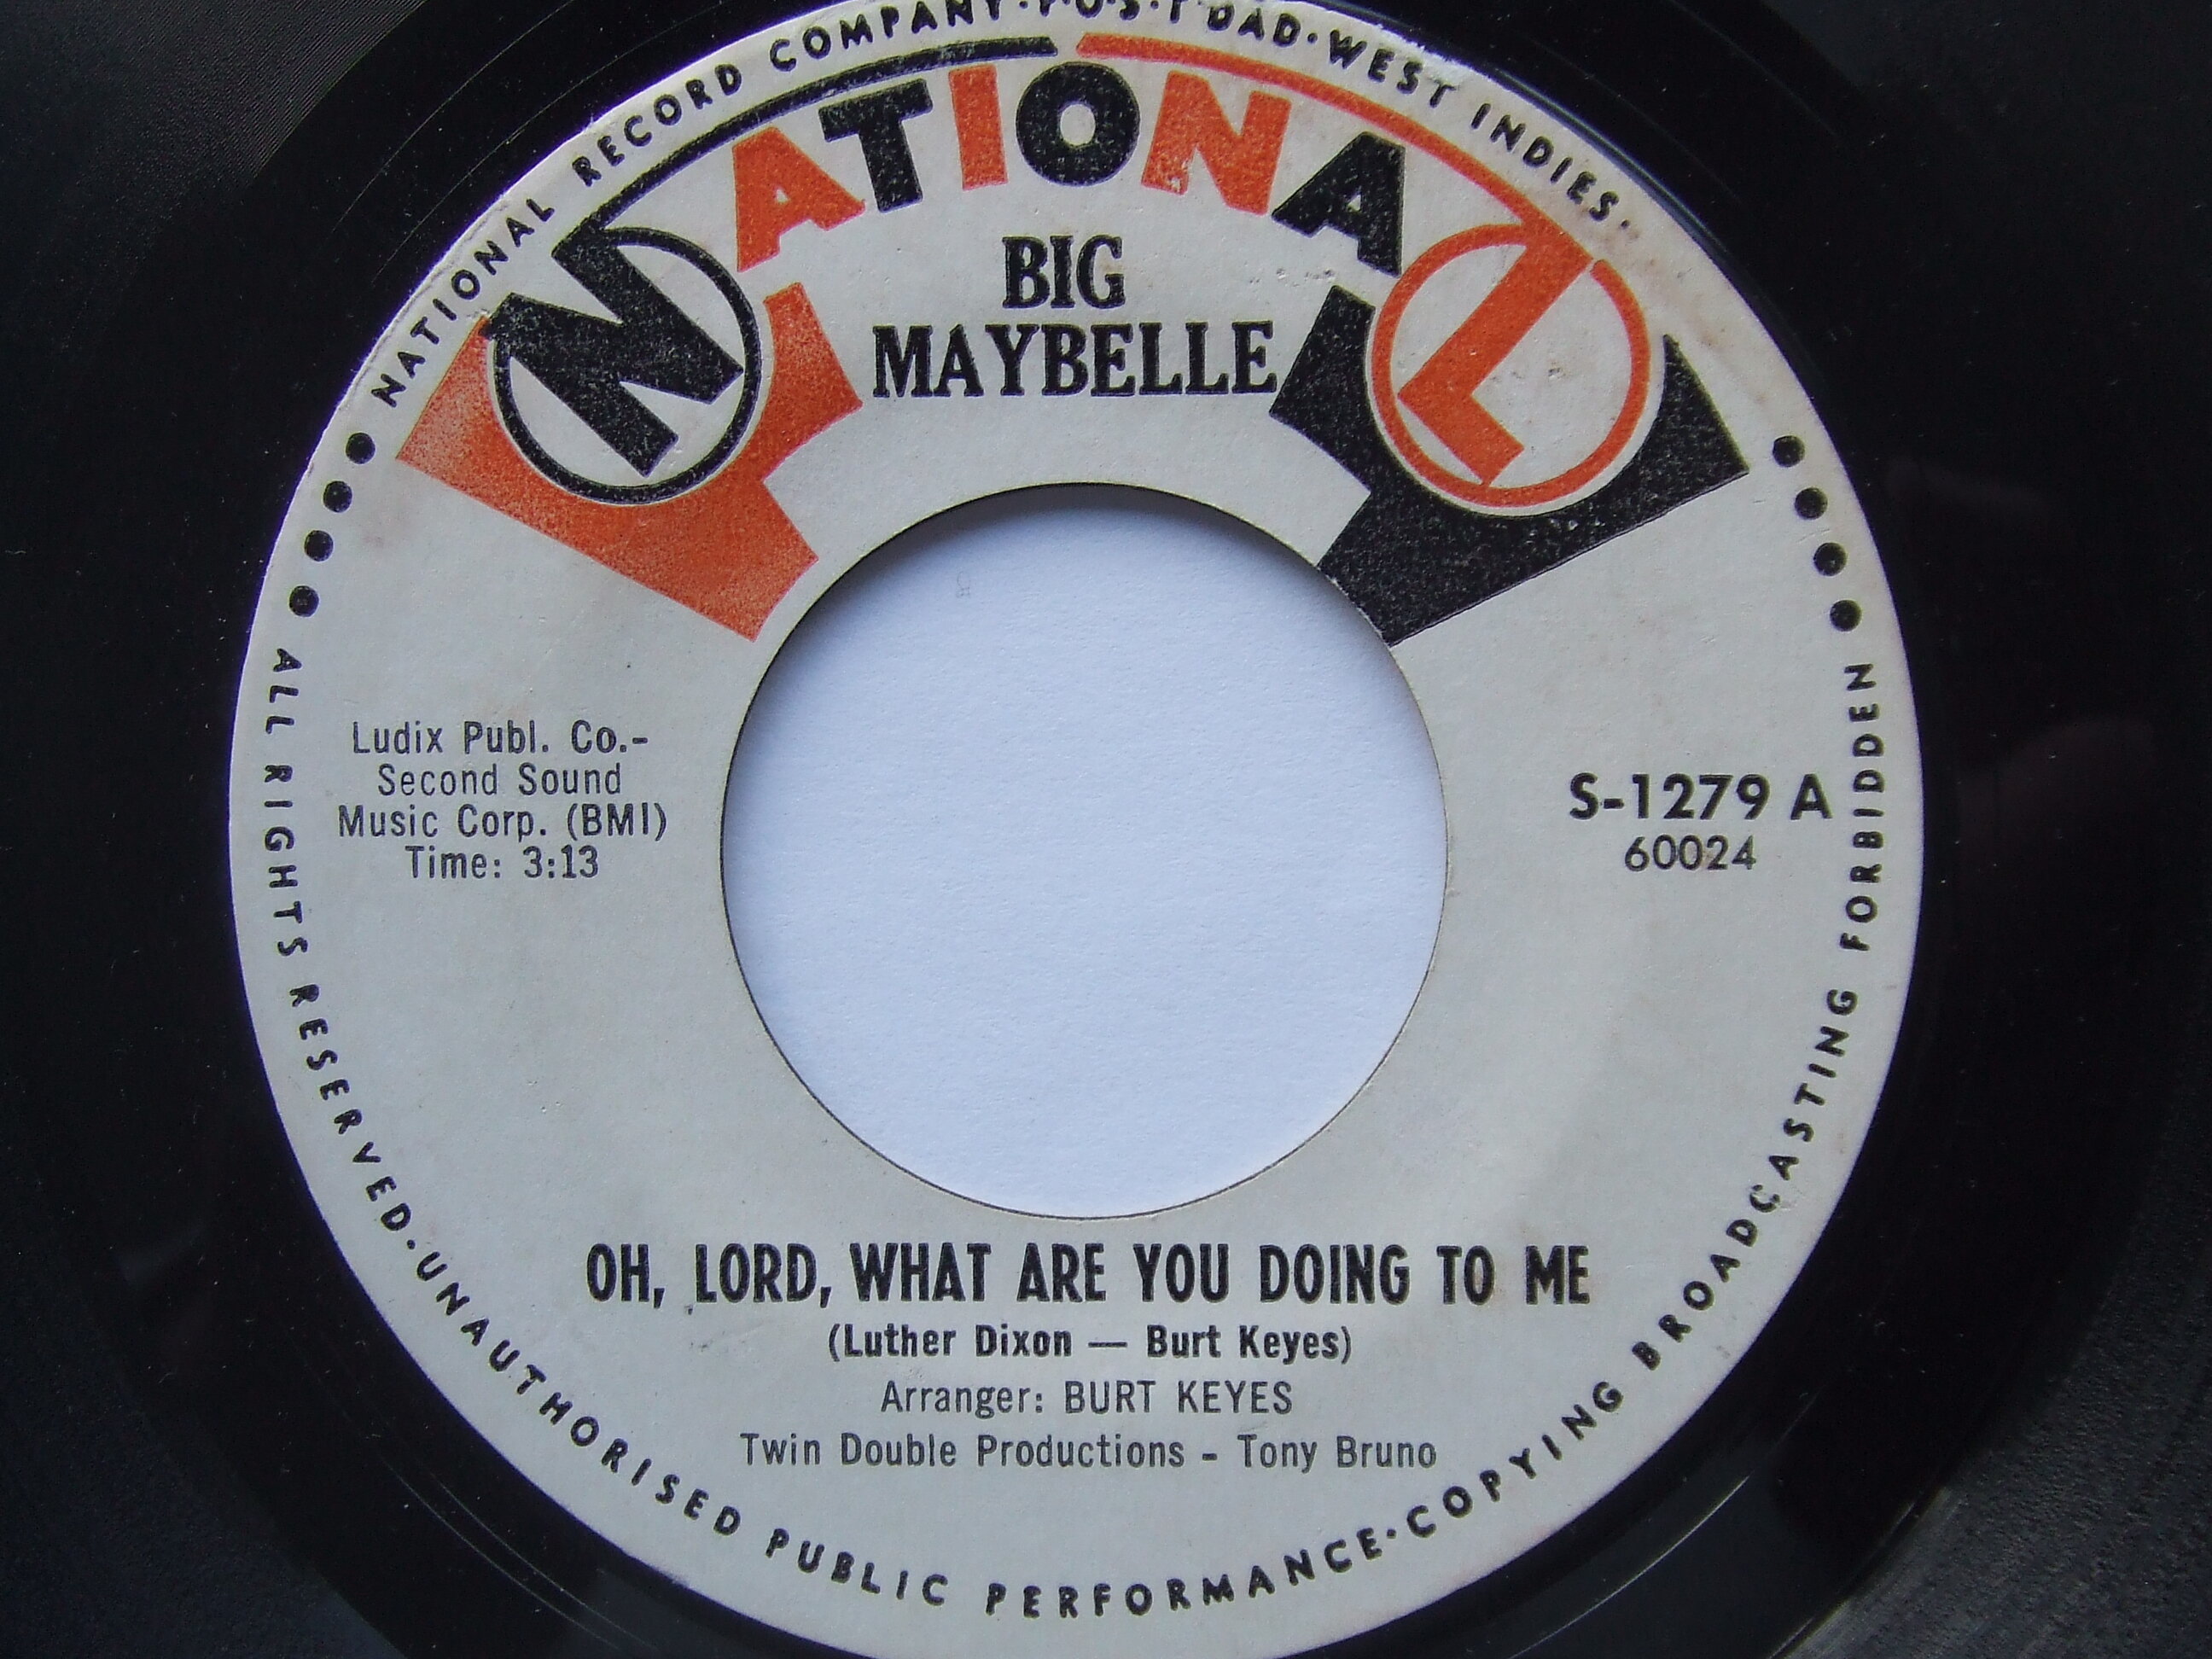 NATIONAL RECORD COMPANY·P.O.S.T'DAD·WEST INDIES·
NATIONAL
BIG
MAYBELLE
Ludix Publ. Co.-
Second Sound
Music Corp. (BMI)
Time: 3:13
S-1279 A
60024
OH, LORD, WHAT ARE YOU DOING TO ME
(Luther Dixon — Burt Keyes)
Arranger: BURT KEYES
Twin Double Productions - Tony Bruno
ALL RIGHTS RESERVED·UNAUTHORISED PUBLIC PERFORMANCE·COPYING BROADCASTING FORBIDDEN